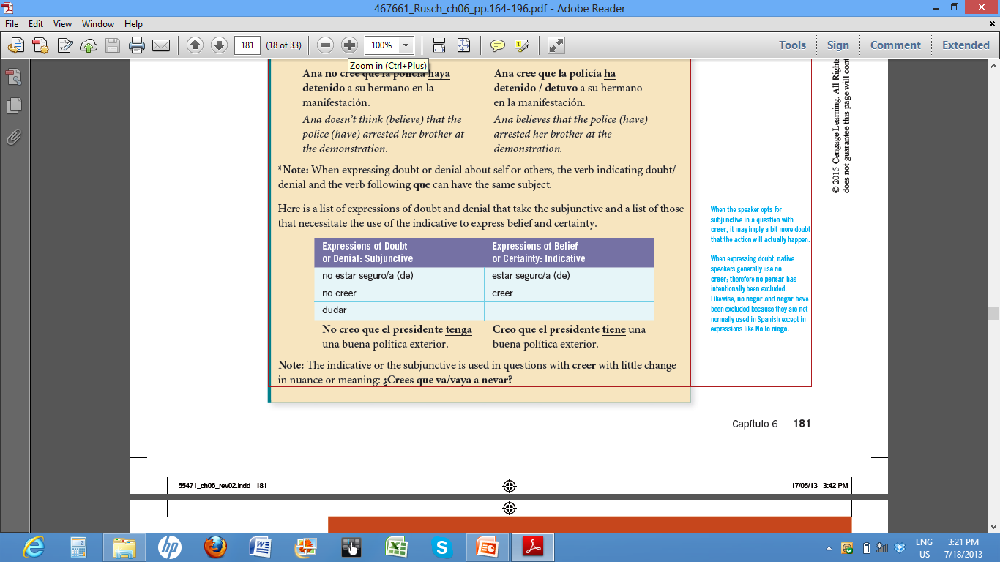 467661_Rusch_ch06_pp.164-196.pdf - Adobe Reader
File Edit View Window Help
181 (18 of 33) 100% Tools Sign Comment Extended
Zoom in (Ctrl+Plus)
Ana no cree que la policía haya
detenido a su hermano en la
manifestación.
Ana doesn't think (believe) that the
police (have) arrested her brother at
the demonstration.
Ana cree que la policía ha
detenido / detuvo a su hermano
en la manifestación.
Ana believes that the police (have)
arrested her brother at the
demonstration.
*Note: When expressing doubt or denial about self or others, the verb indicating doubt/
denial and the verb following que can have the same subject.
Here is a list of expressions of doubt and denial that take the subjunctive and a list of those
that necessitate the use of the indicative to express belief and certainty.
Expressions of Doubt
or Denial: Subjunctive
Expressions of Belief
or Certainty: Indicative
no estar seguro/a (de) estar seguro/a (de)
no creer creer
dudar
No creo que el presidente tenga
una buena política exterior.
Creo que el presidente tiene una
buena política exterior.
Note: The indicative or the subjunctive is used in questions with creer with little change
in nuance or meaning: ¿Crees que va/vaya a nevar?
© 2015 Cengage Learning. All Rights
does not guarantee this page will cont
When the speaker opts for
subjunctive in a question with
creer, it may imply a bit more doubt
that the action will actually happen.
When expressing doubt, native
speakers generally use no
creer; therefore no pensar has
intentionally been excluded.
Likewise, no negar and negar have
been excluded because they are not
normally used in Spanish except in
expressions like No lo niego.
Capítulo 6 181
55471_ch06_rev02.indd 181 17/05/13 3:42 PM
hp
ENG
US
3:21 PM
7/18/2013